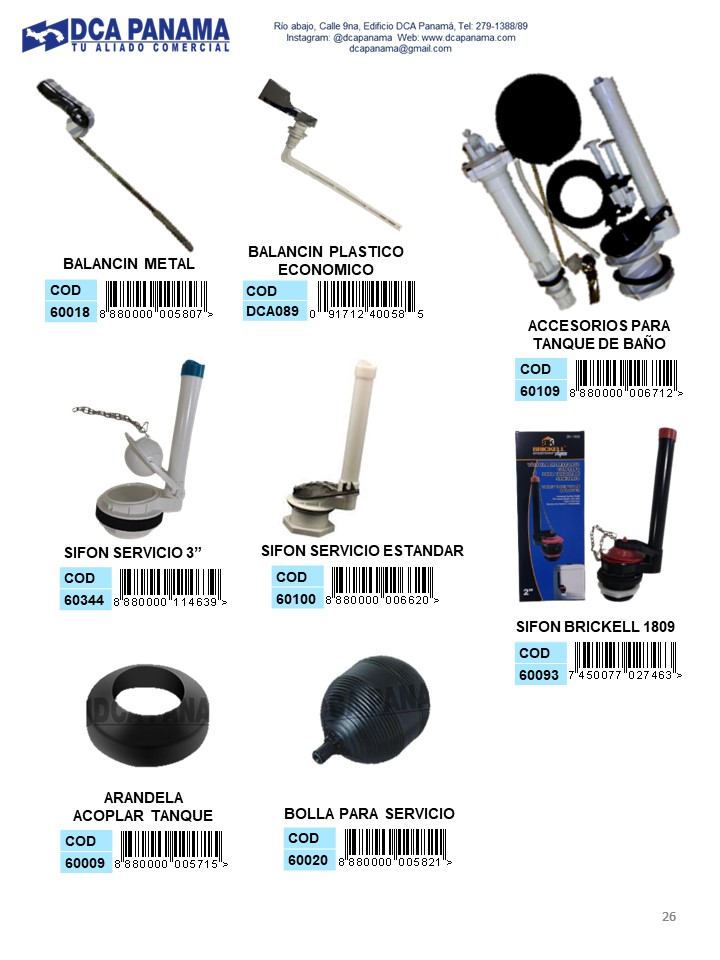 DCA PANAMA
TU ALIADO COMERCIAL
Río abajo, Calle 9na, Edificio DCA Panamá, Tel: 279-1388/89
Instagram: @dcapanama Web: www.dcapanama.com
dcapanama@gmail.com
BALANCIN METAL
COD
60018
8 880000 005807 >
BALANCIN PLASTICO
ECONOMICO
COD
DCA089
0 91712 40058 5
ACCESORIOS PARA
TANQUE DE BAÑO
COD
60109
8 880000 006712 >
SIFON SERVICIO 3”
COD
60344
8 880000 114639 >
SIFON SERVICIO ESTANDAR
COD
60100
8 880000 006620 >
BRICKELL
2"
SIFON BRICKELL 1809
COD
60093
7 450077 027463 >
DCA PANAMA
ARANDELA
ACOPLAR TANQUE
COD
60009
8 880000 005715 >
DCA PANAMA
BOLLA PARA SERVICIO
COD
60020
8 880000 005821 >
26